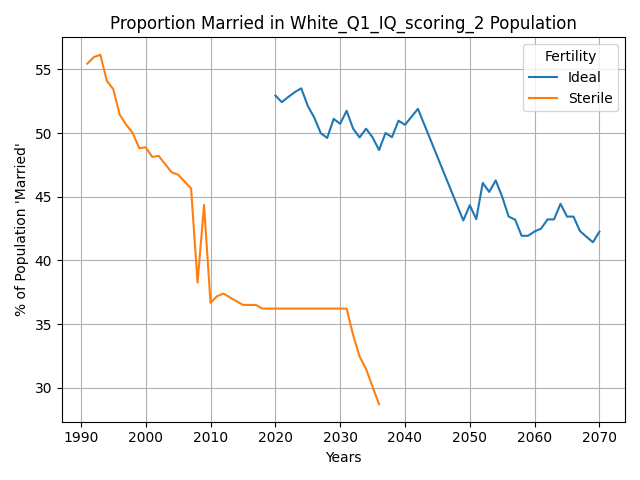 Proportion Married in White_Q1_IQ_scoring_2 Population
% of Population 'Married'
55
50
45
40
35
30
Fertility
Ideal
Sterile
1990 2000 2010 2020 2030 2040 2050 2060 2070
Years